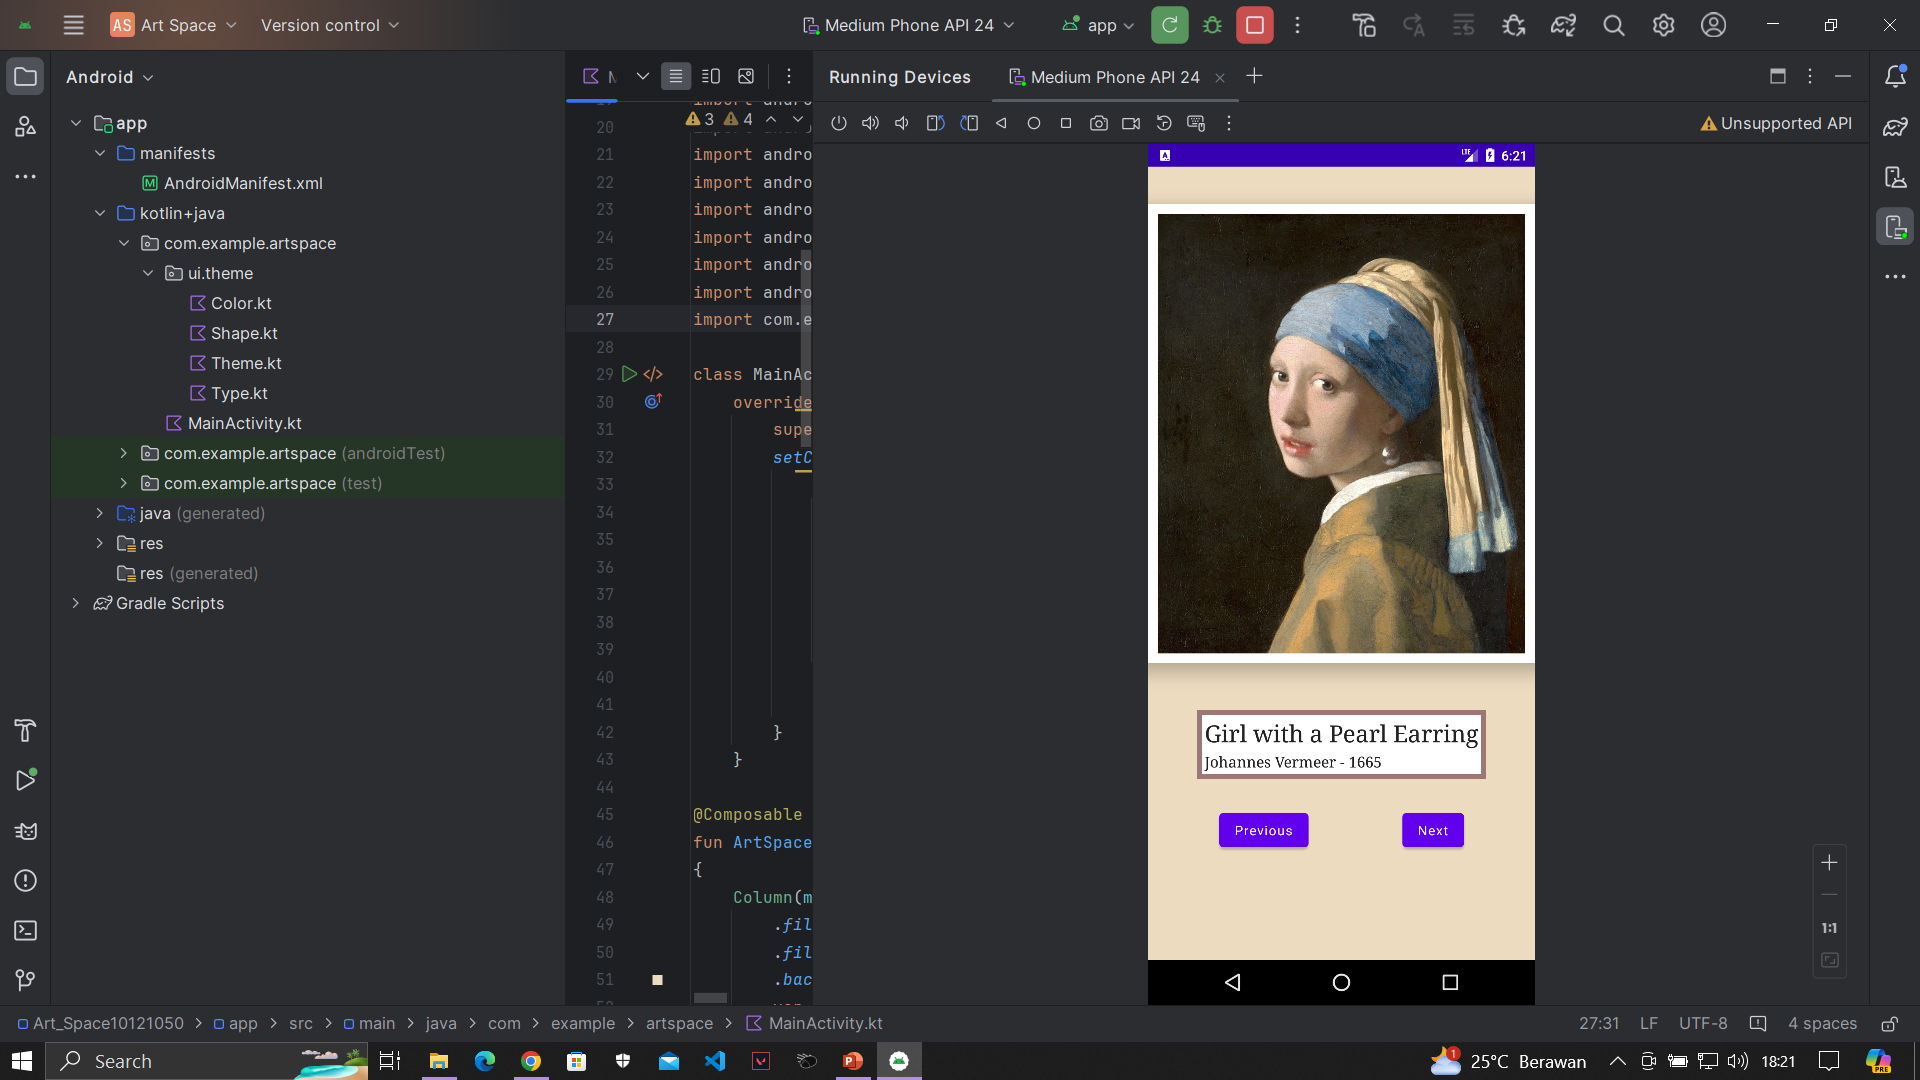 AS Art Space Version control Medium Phone API 24 app
Android
Running Devices Medium Phone API 24
3 4
Unsupported API
app
manifests
AndroidManifest.xml
kotlin+java
com.example.artspace
ui.theme
Color.kt
Shape.kt
Theme.kt
Type.kt
MainActivity.kt
com.example.artspace (androidTest)
com.example.artspace (test)
java (generated)
res
res (generated)
Gradle Scripts
20
21 import andro
22 import andro
23 import andro
24 import andro
25 import andro
26 import andro
27 import com.e
28
29 class MainAc
30 override
31 supe
32 setC
33
34
35
36
37
38
39
40
41
42 }
43 }
44
45 @Composable
46 fun ArtSpace
47 {
48 Column(m
49 .fil
50 .fil
51 .bac
LTE 6:21
Girl with a Pearl Earring
Johannes Vermeer - 1665
Previous Next
1:1
Art_Space10121050 > app > src > main > java > com > example > artspace > MainActivity.kt 27:31 LF UTF-8 4 spaces
Search 1 25°C Berawan 18:21 PRE